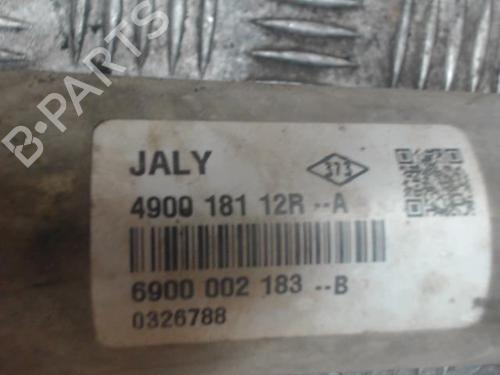 B-PARTS
JALY
373
4900 181 12R --A
6900 002 183 --B
0326788